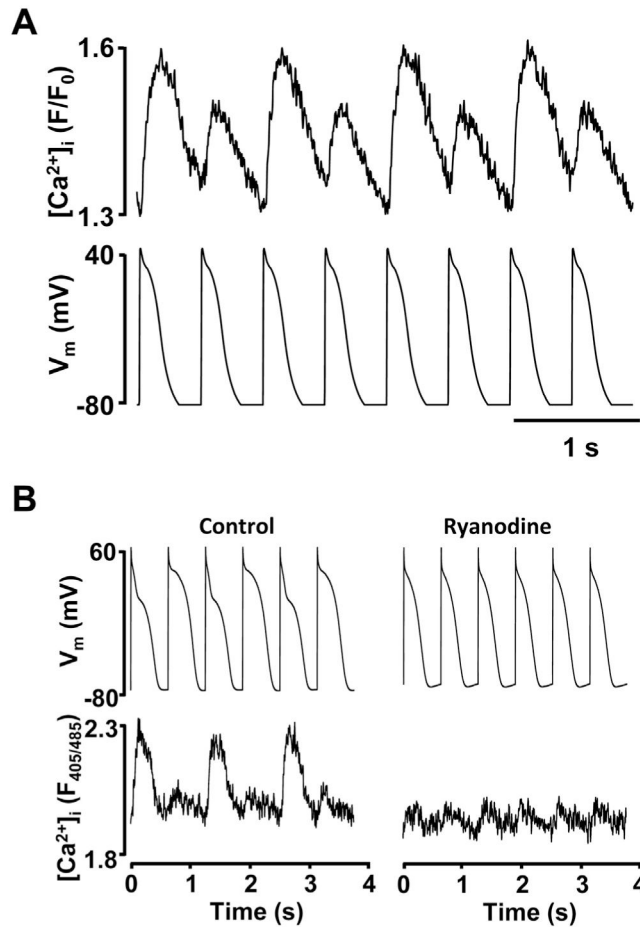 A
1.6
[Ca²⁺]ᵢ (F/F₀)
1.3
40
Vₘ (mV)
-80
1 s
B
Control
Ryanodine
60
Vₘ (mV)
-80
2.3
[Ca²⁺]ᵢ (F₄₀₅/₄₈₅)
1.8
0 1 2 3 4 0 1 2 3 4
Time (s) Time (s)